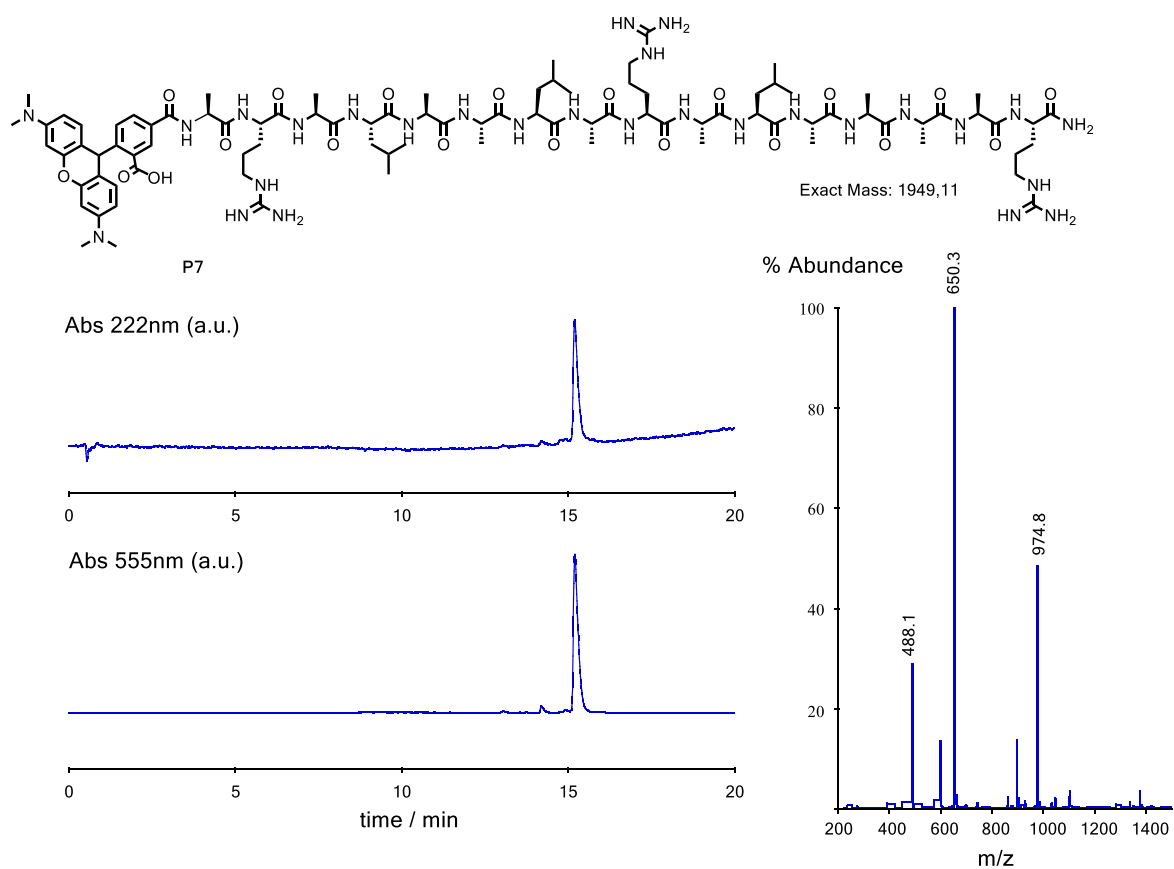 HN NH2
NH
O H N O H N O H N O H N O H N O H N O H N O H N O
N N H O N H O N H O N H O N H O N H O N H O N H O NH2
O O OH
N
NH
HN NH2
NH
HN NH2
Exact Mass: 1949,11
P7
% Abundance
650.3
974.8
488.1
100
80
60
40
20
200 400 600 800 1000 1200 1400
m/z
Abs 222nm (a.u.)
0 5 10 15 20
Abs 555nm (a.u.)
0 5 10 15 20
time / min